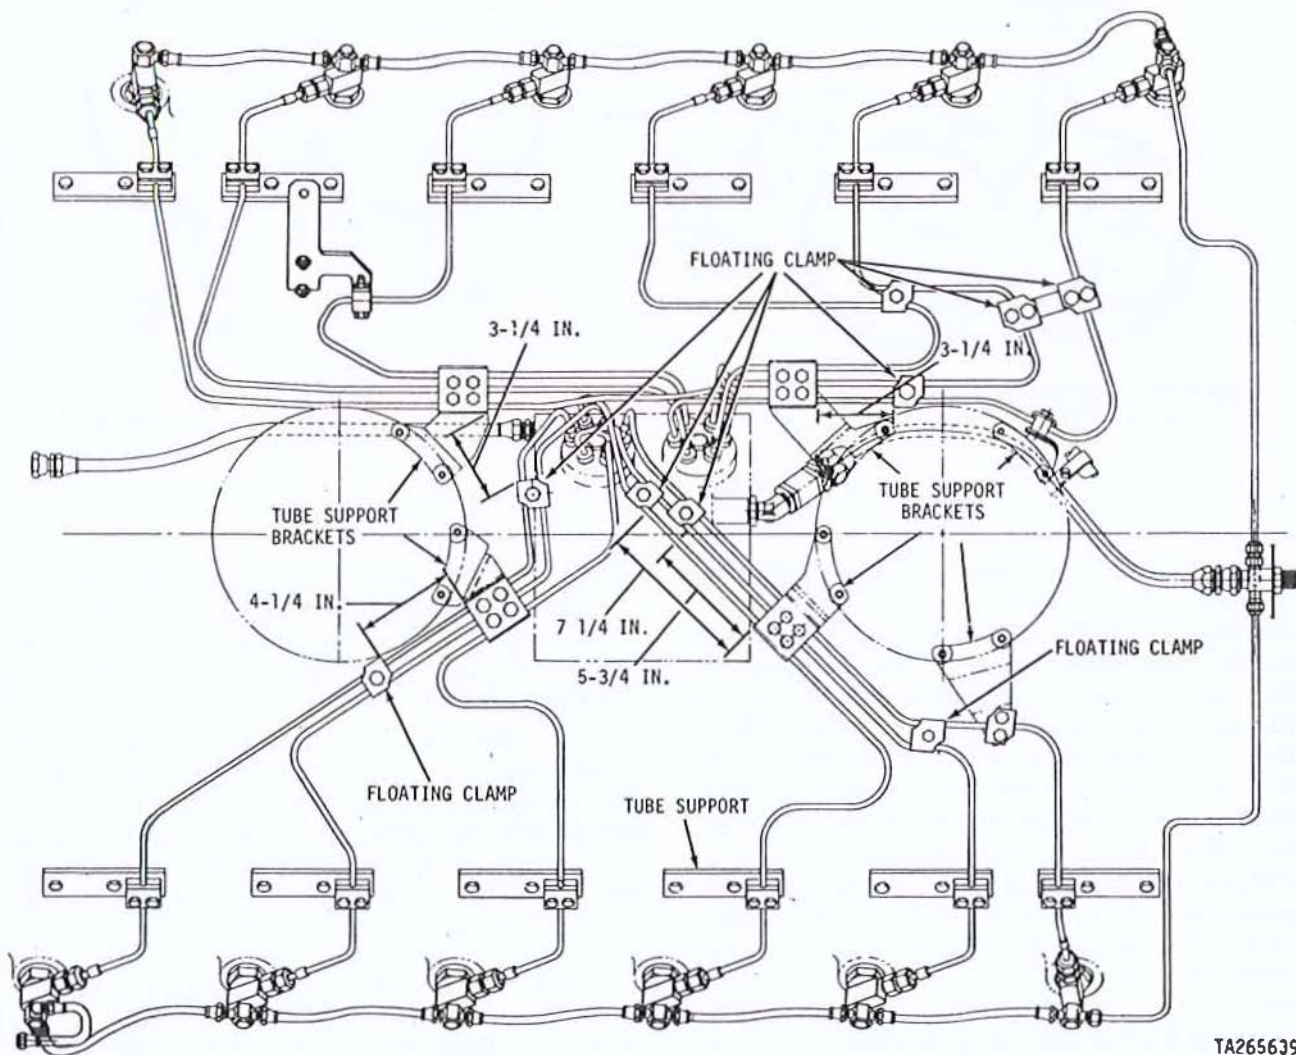 FLOATING CLAMP
3-1/4 IN.
3-1/4 IN.
TUBE SUPPORT
BRACKETS
TUBE SUPPORT
BRACKETS
4-1/4 IN.
7 1/4 IN.
5-3/4 IN.
FLOATING CLAMP
FLOATING CLAMP
TUBE SUPPORT
TA265639